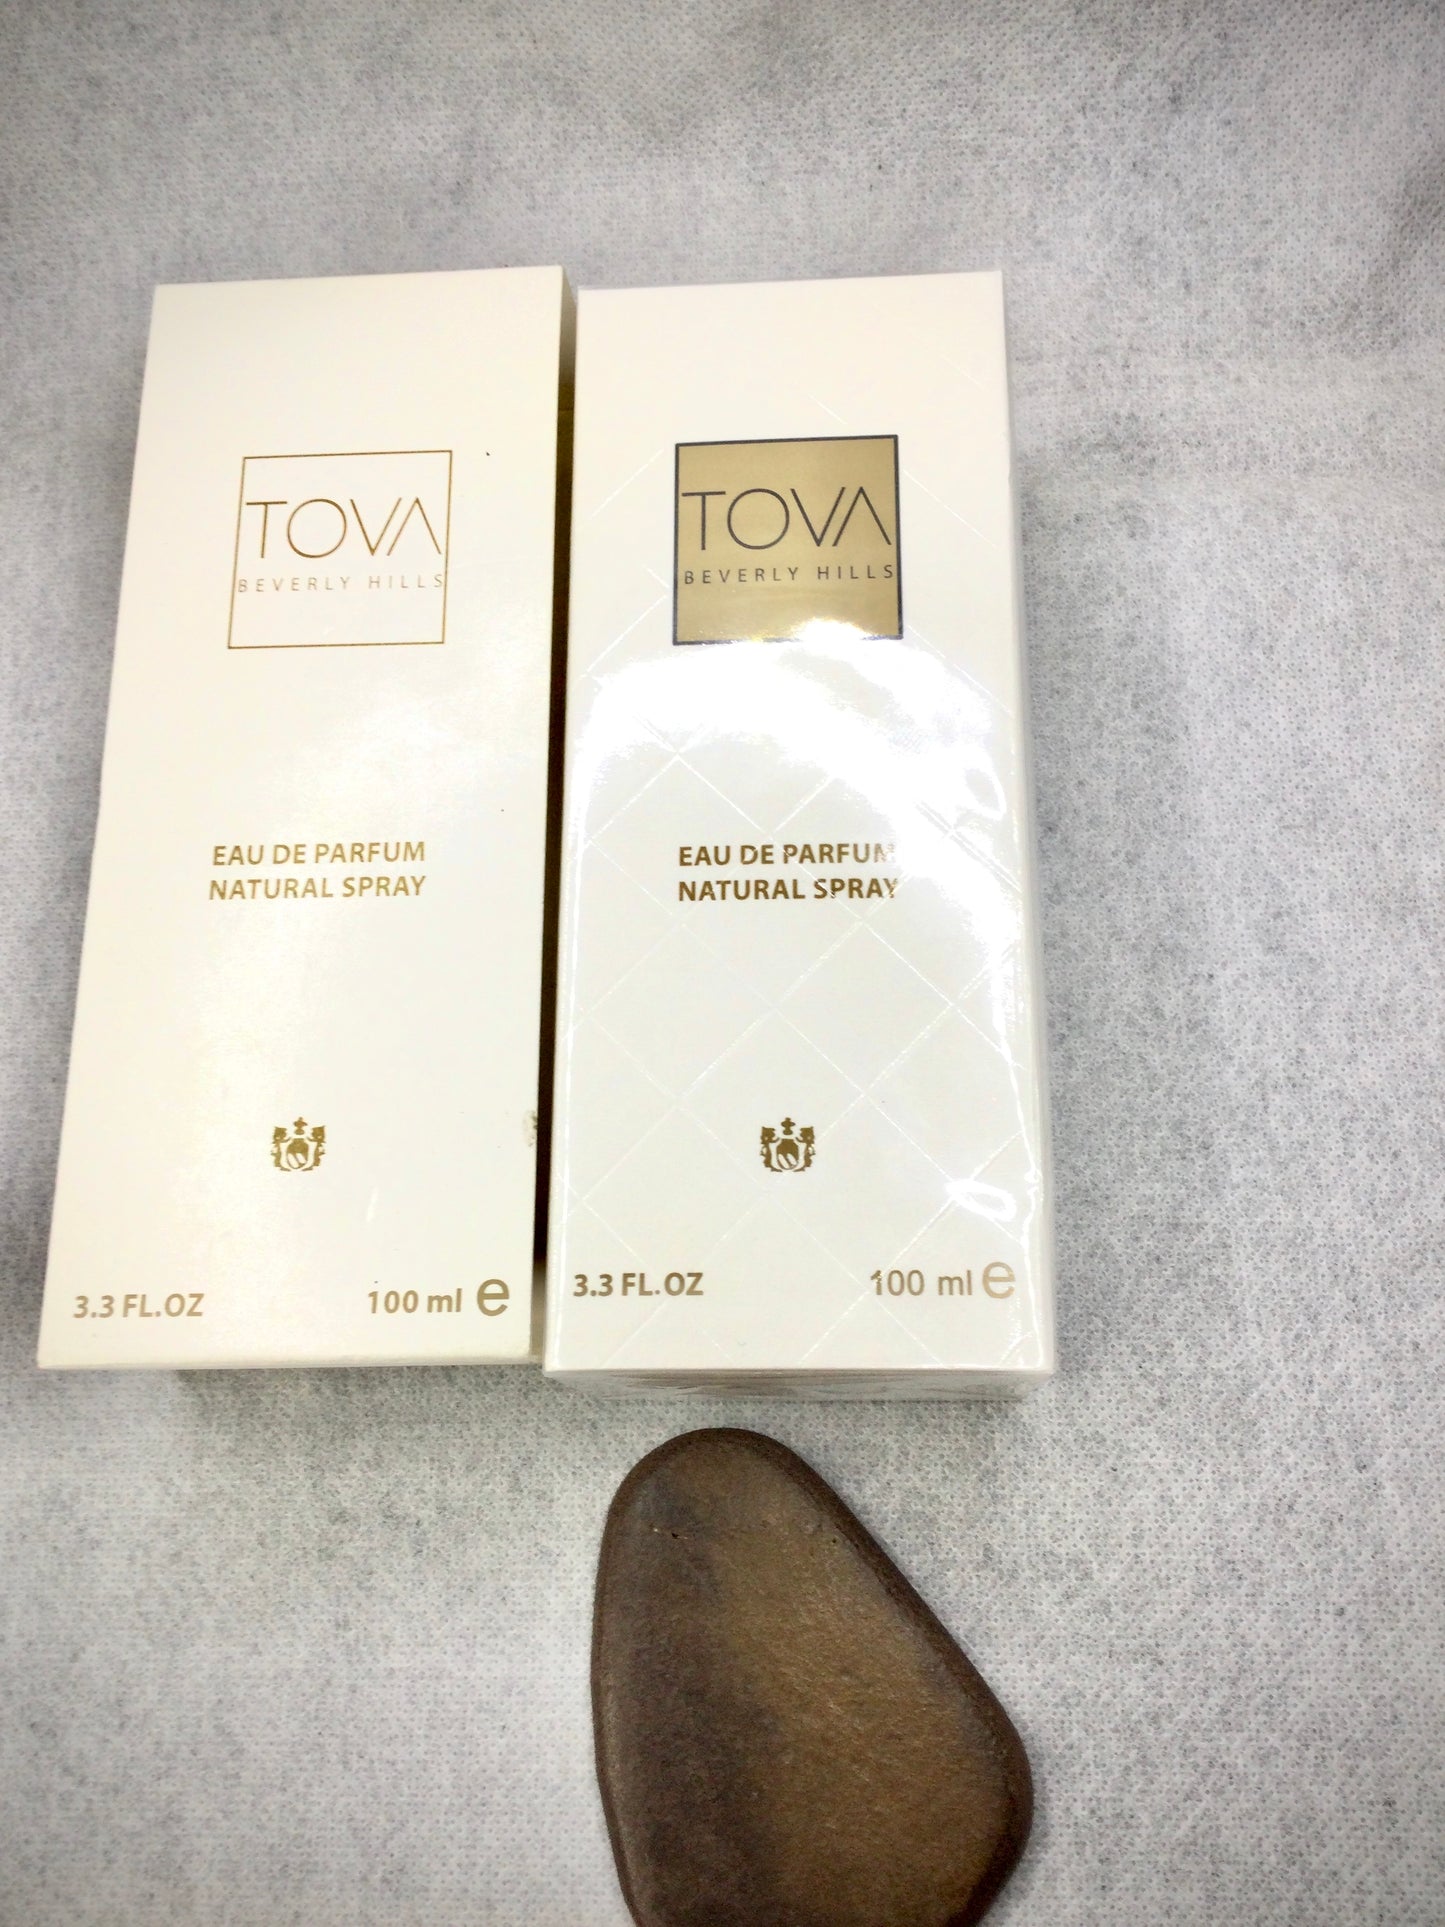 TOVA
BEVERLY HILLS
EAU DE PARFUM
NATURAL SPRAY
3.3 FL.OZ 100 ml e
TOVA
BEVERLY HILLS
EAU DE PARFUM
NATURAL SPRAY
3.3 FL.OZ 100 ml e